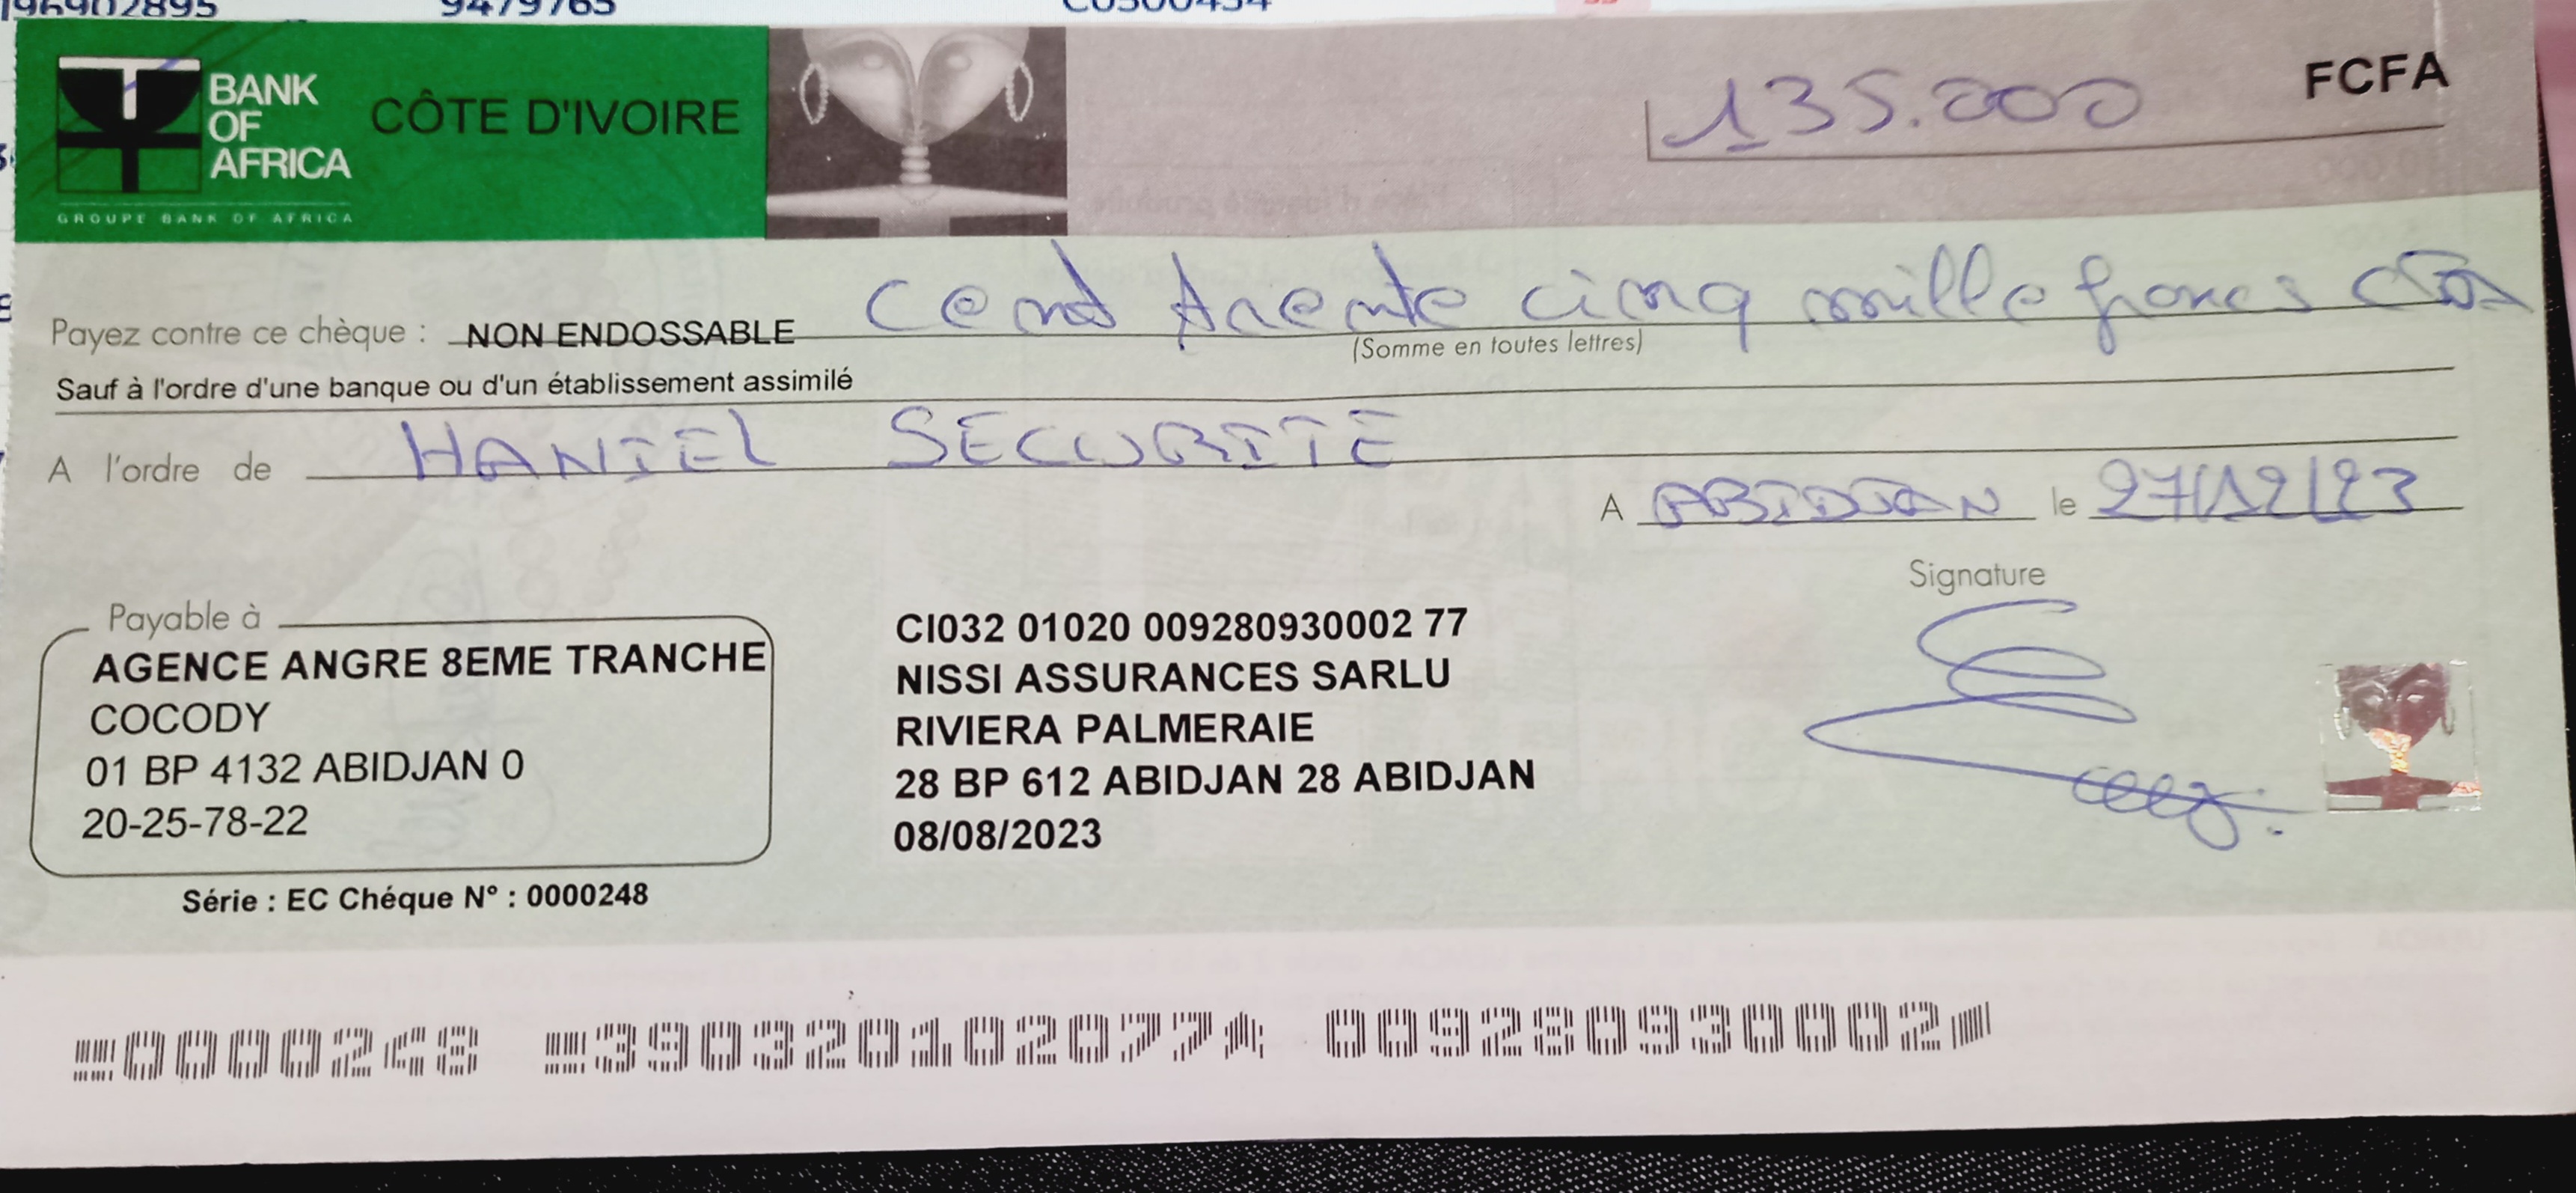 9479765
BANK
OF
AFRICA
CÔTE D'IVOIRE
GROUPE BANK OF AFRICA
135.000 FCFA
Payez contre ce chèque : NON ENDOSSABLE Cent trente cinq mille francs CFA
(Somme en toutes lettres)
Sauf à l'ordre d'une banque ou d'un établissement assimilé
A l'ordre de HANIEL SECURITE
A ABIDJAN le 27/12/23
Signature
Payable à
AGENCE ANGRE 8EME TRANCHE
COCODY
01 BP 4132 ABIDJAN 0
20-25-78-22
CI032 01020 009280930002 77
NISSI ASSURANCES SARLU
RIVIERA PALMERAIE
28 BP 612 ABIDJAN 28 ABIDJAN
08/08/2023
Série : EC Chéque N° : 0000248
0000248 390320102077 009280930002